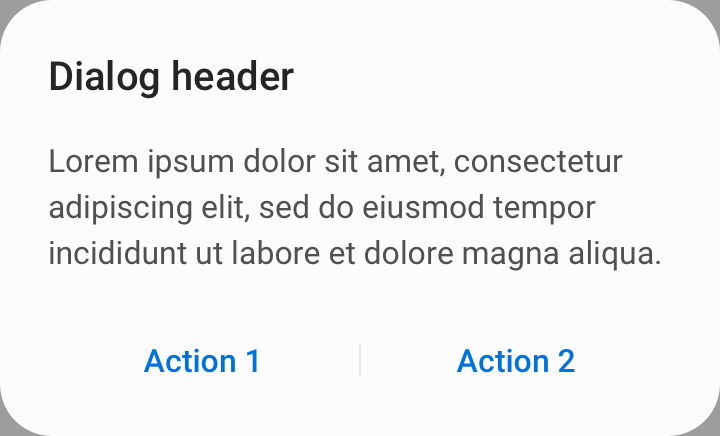 Dialog header
Lorem ipsum dolor sit amet, consectetur
adipiscing elit, sed do eiusmod tempor
incididunt ut labore et dolore magna aliqua.
Action 1
Action 2